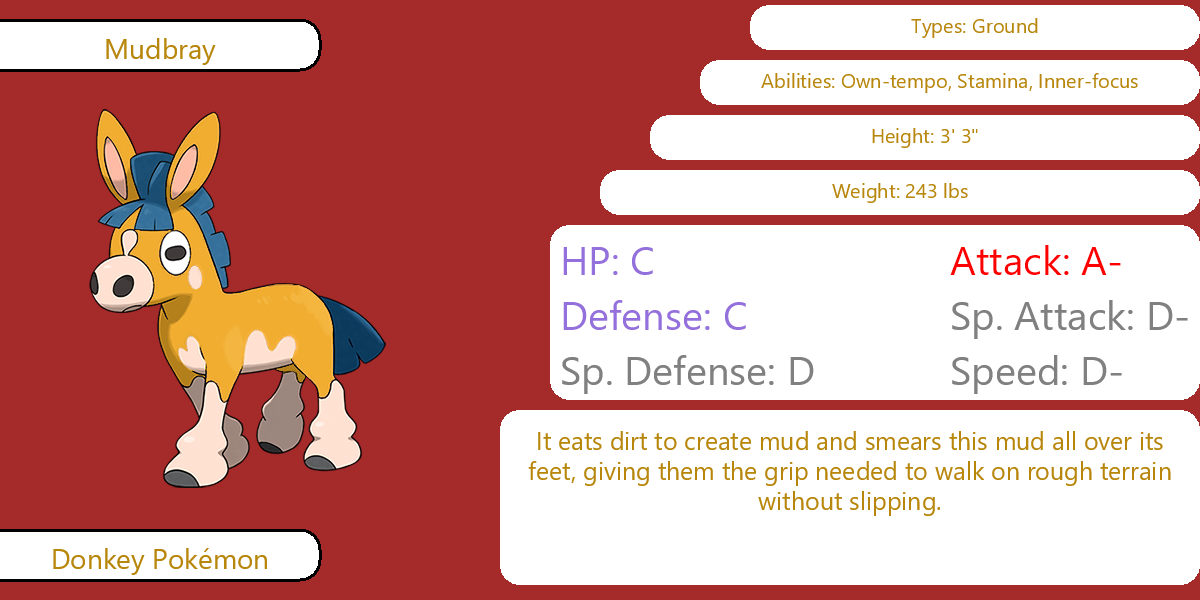 Mudbray
Types: Ground
Abilities: Own-tempo, Stamina, Inner-focus
Height: 3' 3"
Weight: 243 lbs
HP: C
Attack: A-
Defense: C
Sp. Attack: D-
Sp. Defense: D
Speed: D-
It eats dirt to create mud and smears this mud all over its
feet, giving them the grip needed to walk on rough terrain
without slipping.
Donkey Pokémon